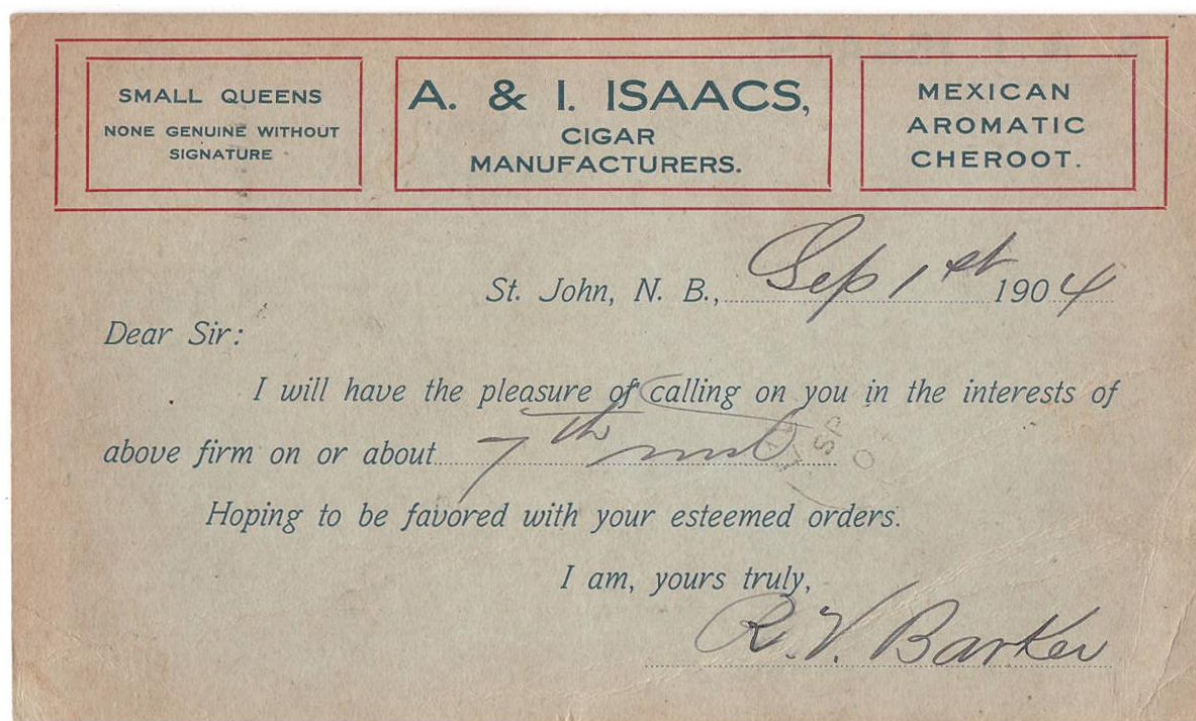 SMALL QUEENS
NONE GENUINE WITHOUT
SIGNATURE
A. & I. ISAACS,
CIGAR
MANUFACTURERS.
MEXICAN
AROMATIC
CHEROOT.
St. John, N. B., Sep 1st 1904
Dear Sir:
I will have the pleasure of calling on you in the interests of
above firm on or about 7th
Hoping to be favored with your esteemed orders.
I am, yours truly,
R. V. Barker